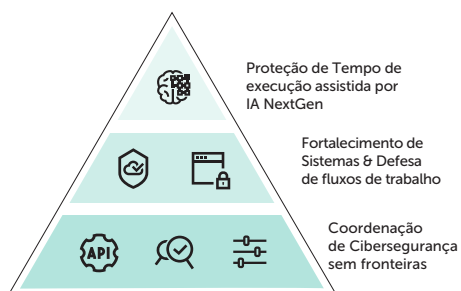 Proteção de Tempo de
execução assistida por
IA NextGen
Fortalecimento de
Sistemas & Defesa
de fluxos de trabalho
API
Coordenação
de Cibersegurança
sem fronteiras